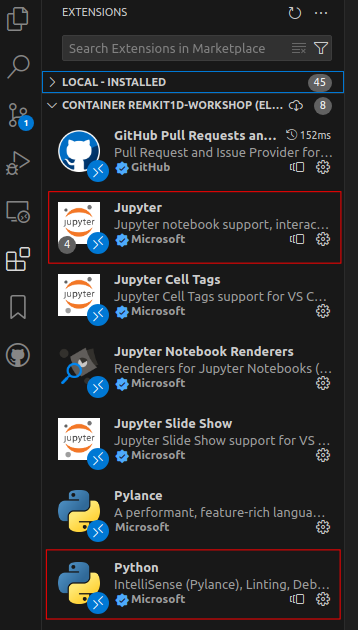 EXTENSIONS
Search Extensions in Marketplace
LOCAL - INSTALLED 45
CONTAINER REMKIT1D-WORKSHOP (EL... 8
GitHub Pull Requests an... 152ms
Pull Request and Issue Provider for...
GitHub
1
Jupyter
Jupyter notebook support, interac...
Microsoft
jupyter
4
Jupyter Cell Tags
Jupyter Cell Tags support for VS C...
Microsoft
jupyter
Jupyter Notebook Renderers
Renderers for Jupyter Notebooks (...
Microsoft
Jupyter Slide Show
Jupyter Slide Show support for VS ...
Microsoft
jupyter
Pylance
A performant, feature-rich langua...
Microsoft
Python
IntelliSense (Pylance), Linting, Deb...
Microsoft